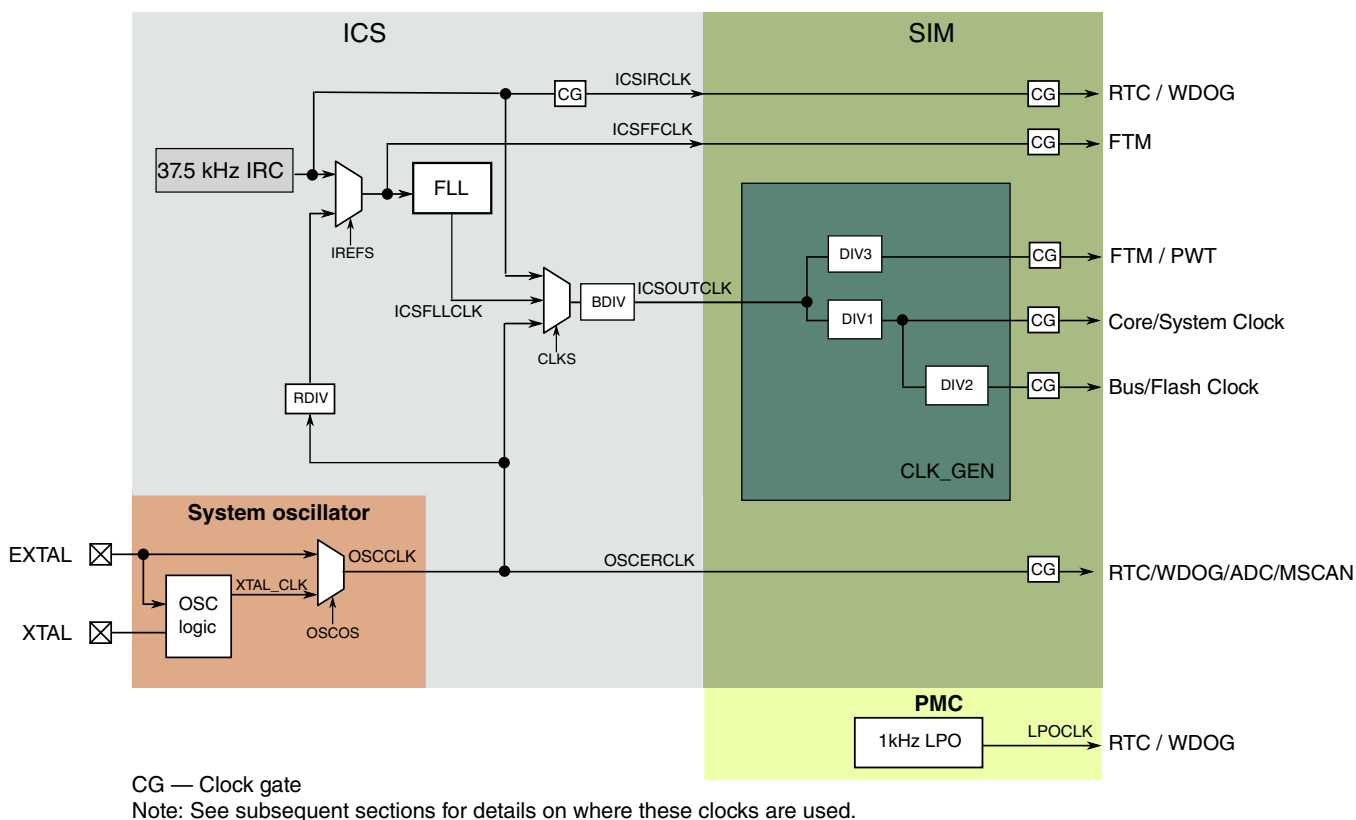 ICS
SIM
ICSIRCLK
CG
CG
RTC / WDOG
ICSFFCLK
CG
FTM
37.5 kHz IRC
FLL
IREFS
DIV3
CG
FTM / PWT
ICSFLLCLK
BDIV
ICSOUTCLK
DIV1
CG
Core/System Clock
CLKS
RDIV
DIV2
CG
Bus/Flash Clock
CLK_GEN
System oscillator
EXTAL
OSCCLK
OSCERCLK
CG
RTC/WDOG/ADC/MSCAN
XTAL_CLK
OSC
logic
XTAL
OSCOS
PMC
1kHz LPO
LPOCLK
RTC / WDOG
CG — Clock gate
Note: See subsequent sections for details on where these clocks are used.